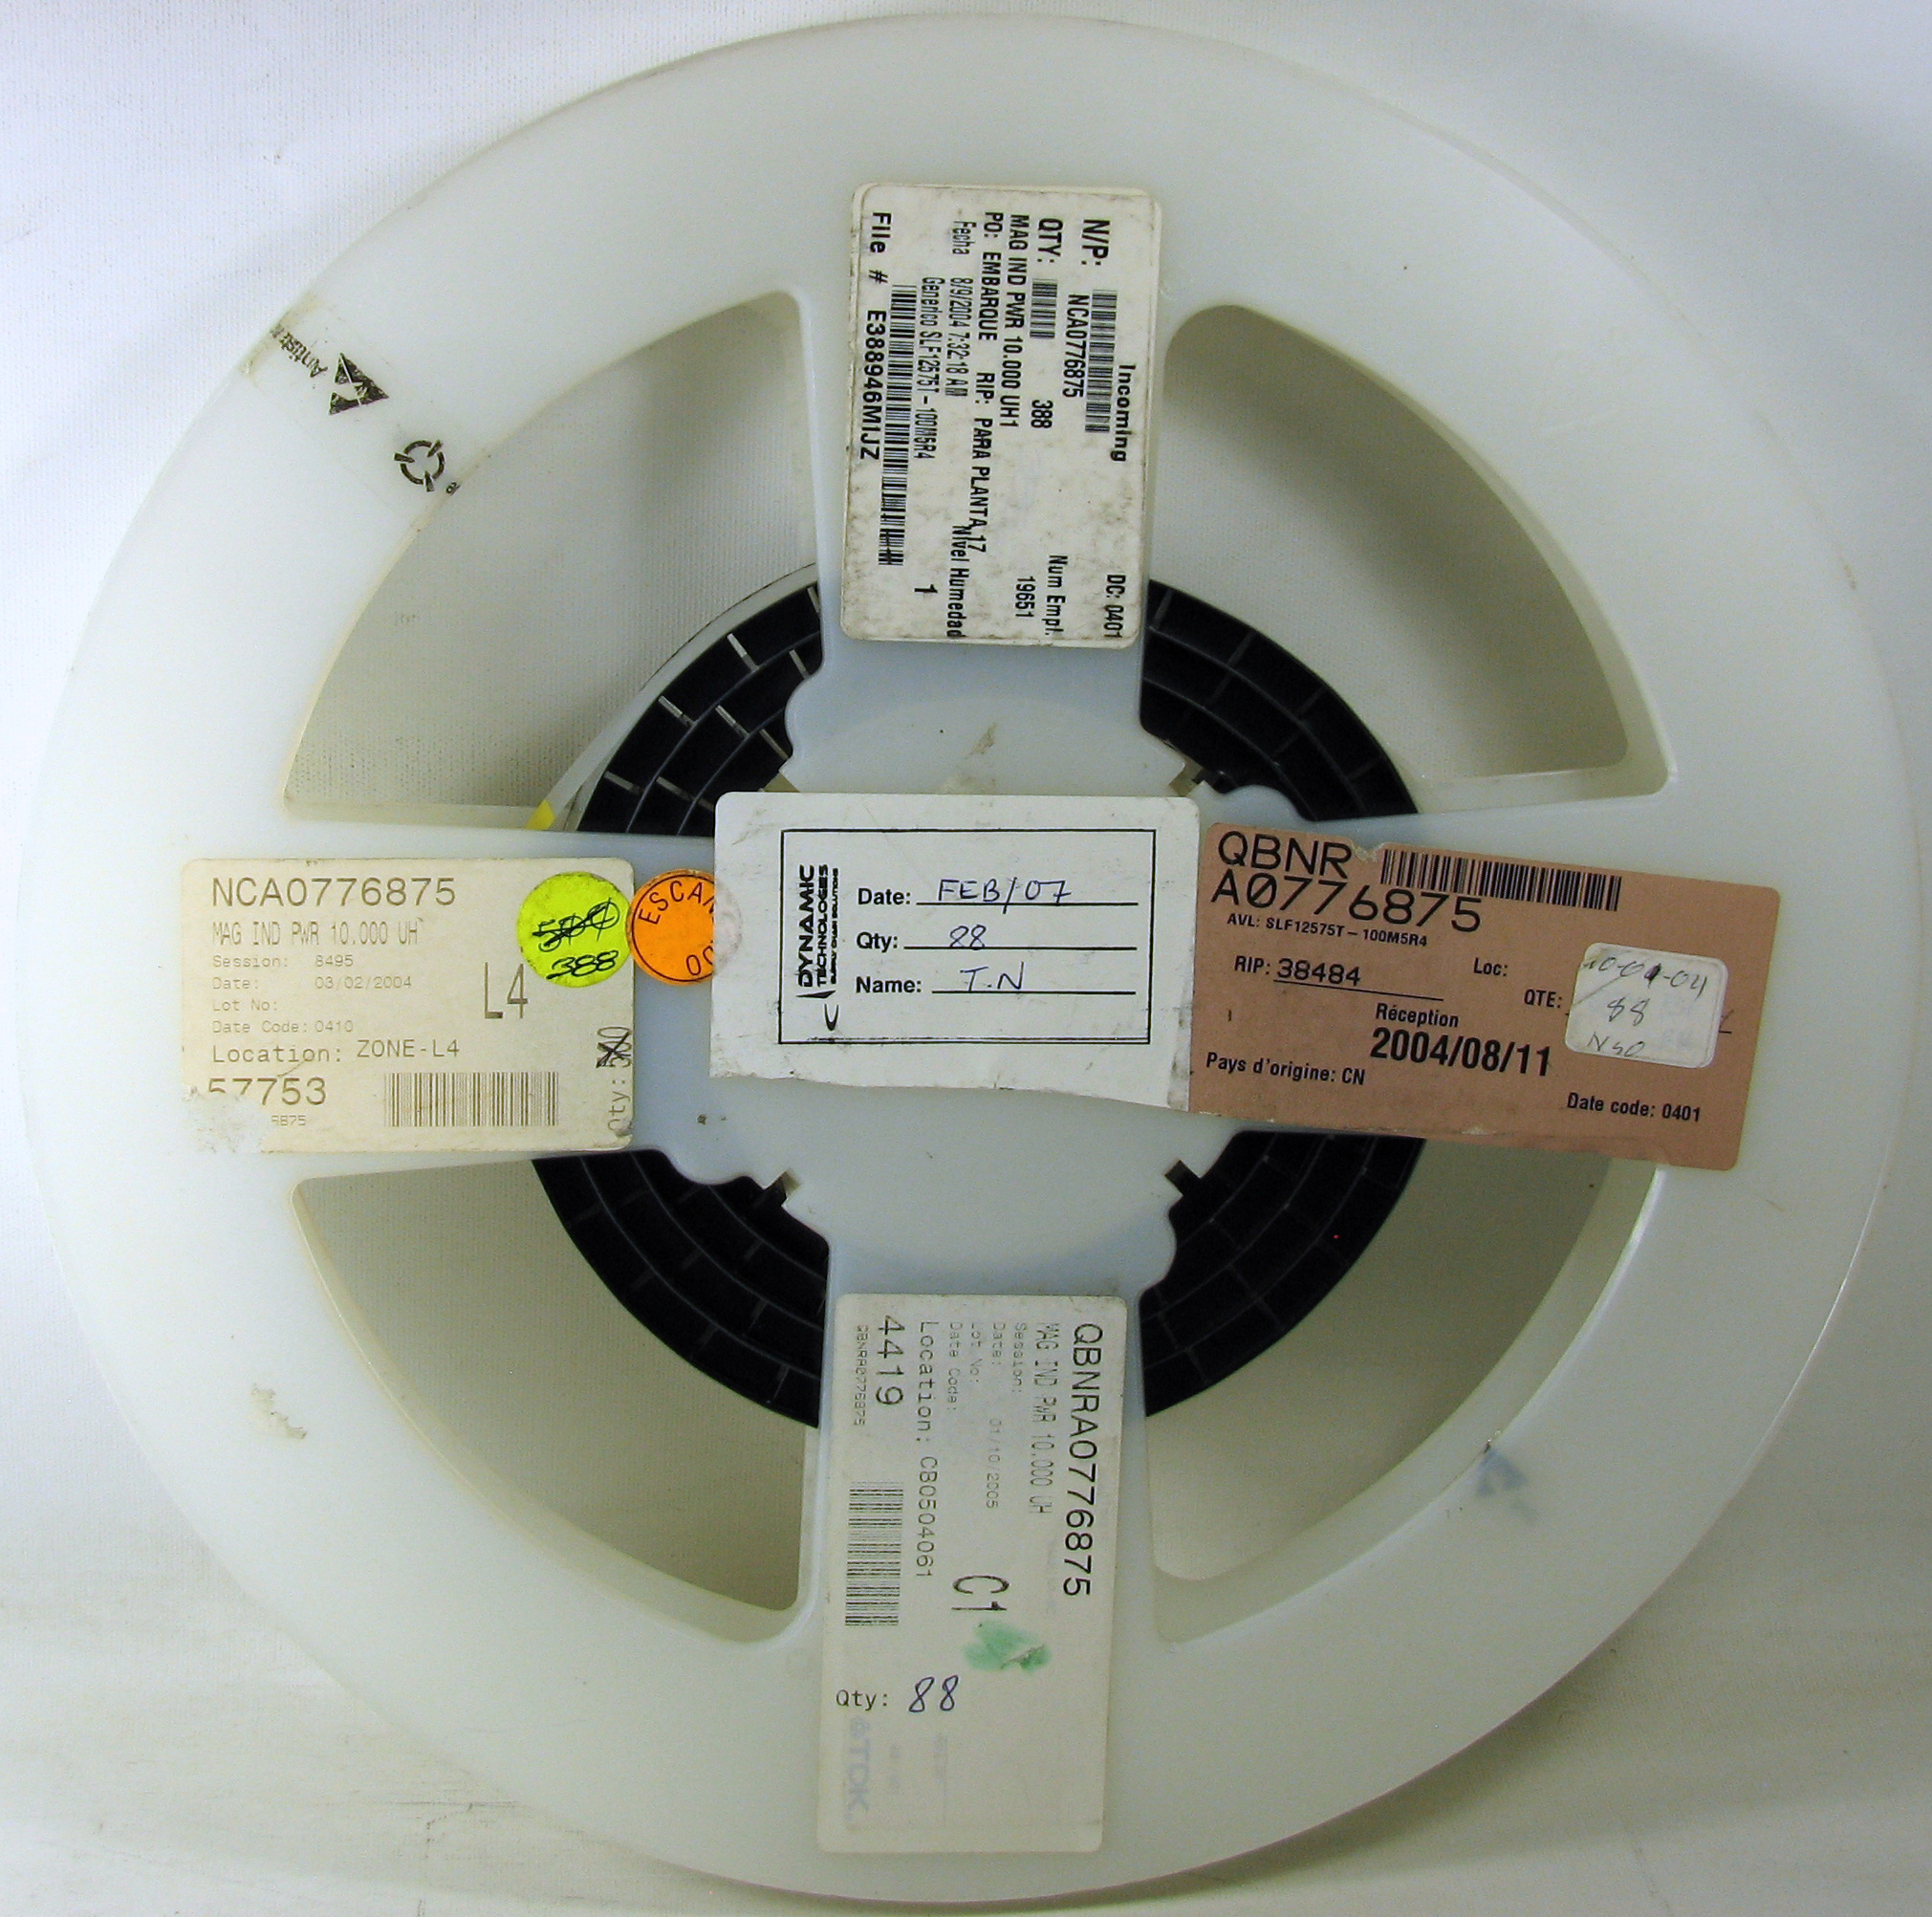 Incoming
N/P:
NCA0776875
DC: 0401
QTY: 388
Num Empl.
MAG IND PWR 10.000 UH1
19651
PO: EMBARQUE RIP: PARA PLANTA 17
Fecha 8/9/2004 7:32:18 AM
Nivel Humedad
Generico SLF12575T-100M5R4
1
File # E388946M1JZ
NCA0776875
MAG IND PWR 10.000 UH
Session: 8495
Date: 03/02/2004
Lot No:
Date Code: 0410
Location: ZONE-L4
L4
57753
388
DYNAMIC
TECHNOLOGIES
SUPPLY CHAIN SOLUTIONS
Date: FEB/07
Qty: 88
Name: T.N
QBNR
A0776875
AVL: SLF12575T-100M5R4
RIP: 38484
Loc:
QTE:
88
Réception
2004/08/11
Pays d'origine: CN
Date code: 0401
QBNRA0776875
MAG IND PWR 10.000 UH
Session:
Date: 01/10/2005
Lot No:
Date Code:
C1
Location: CB0504061
4419
QBNRA0776875
Qty: 88
TDK